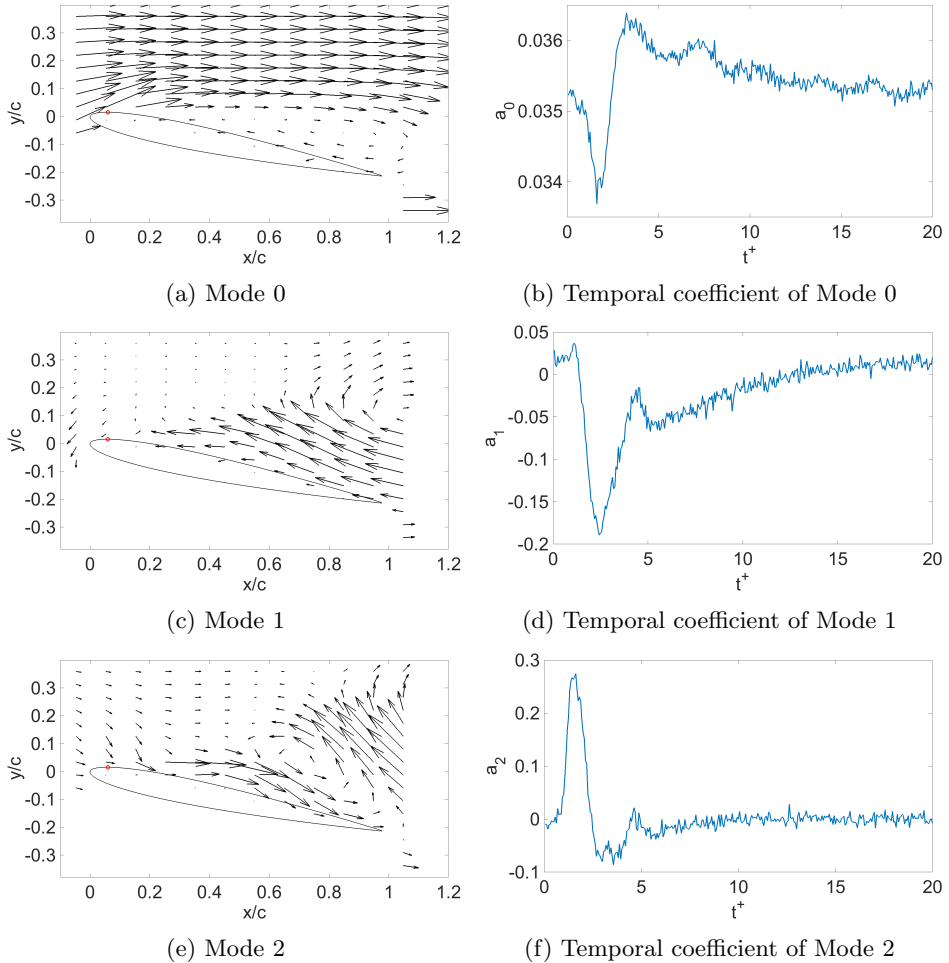 0.3
0.2
0.1
0
-0.1
-0.2
-0.3
y/c
0 0.2 0.4 0.6 0.8 1 1.2
x/c
(a) Mode 0
0.036
0.035
0.034
a0
0 5 10 15 20
t+
(b) Temporal coefficient of Mode 0
0.3
0.2
0.1
0
-0.1
-0.2
-0.3
y/c
0 0.2 0.4 0.6 0.8 1 1.2
x/c
(c) Mode 1
0.05
0
-0.05
-0.1
-0.15
-0.2
a1
0 5 10 15 20
t+
(d) Temporal coefficient of Mode 1
0.3
0.2
0.1
0
-0.1
-0.2
-0.3
y/c
0 0.2 0.4 0.6 0.8 1 1.2
x/c
(e) Mode 2
0.3
0.2
0.1
0
-0.1
a2
0 5 10 15 20
t+
(f) Temporal coefficient of Mode 2